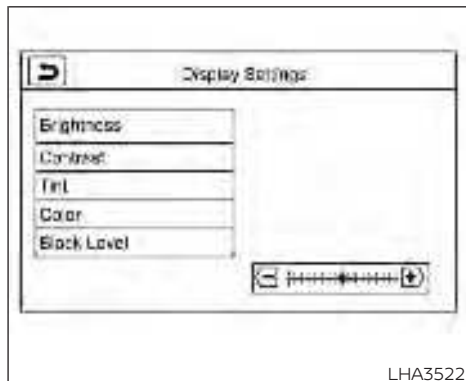 Display Settings
Brightness
Contrast
Tint
Color
Black Level
LHA3522